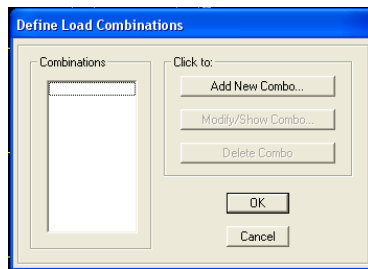 Define Load Combinations
Combinations
Click to:
Add New Combo...
Modify/Show Combo...
Delete Combo
OK
Cancel